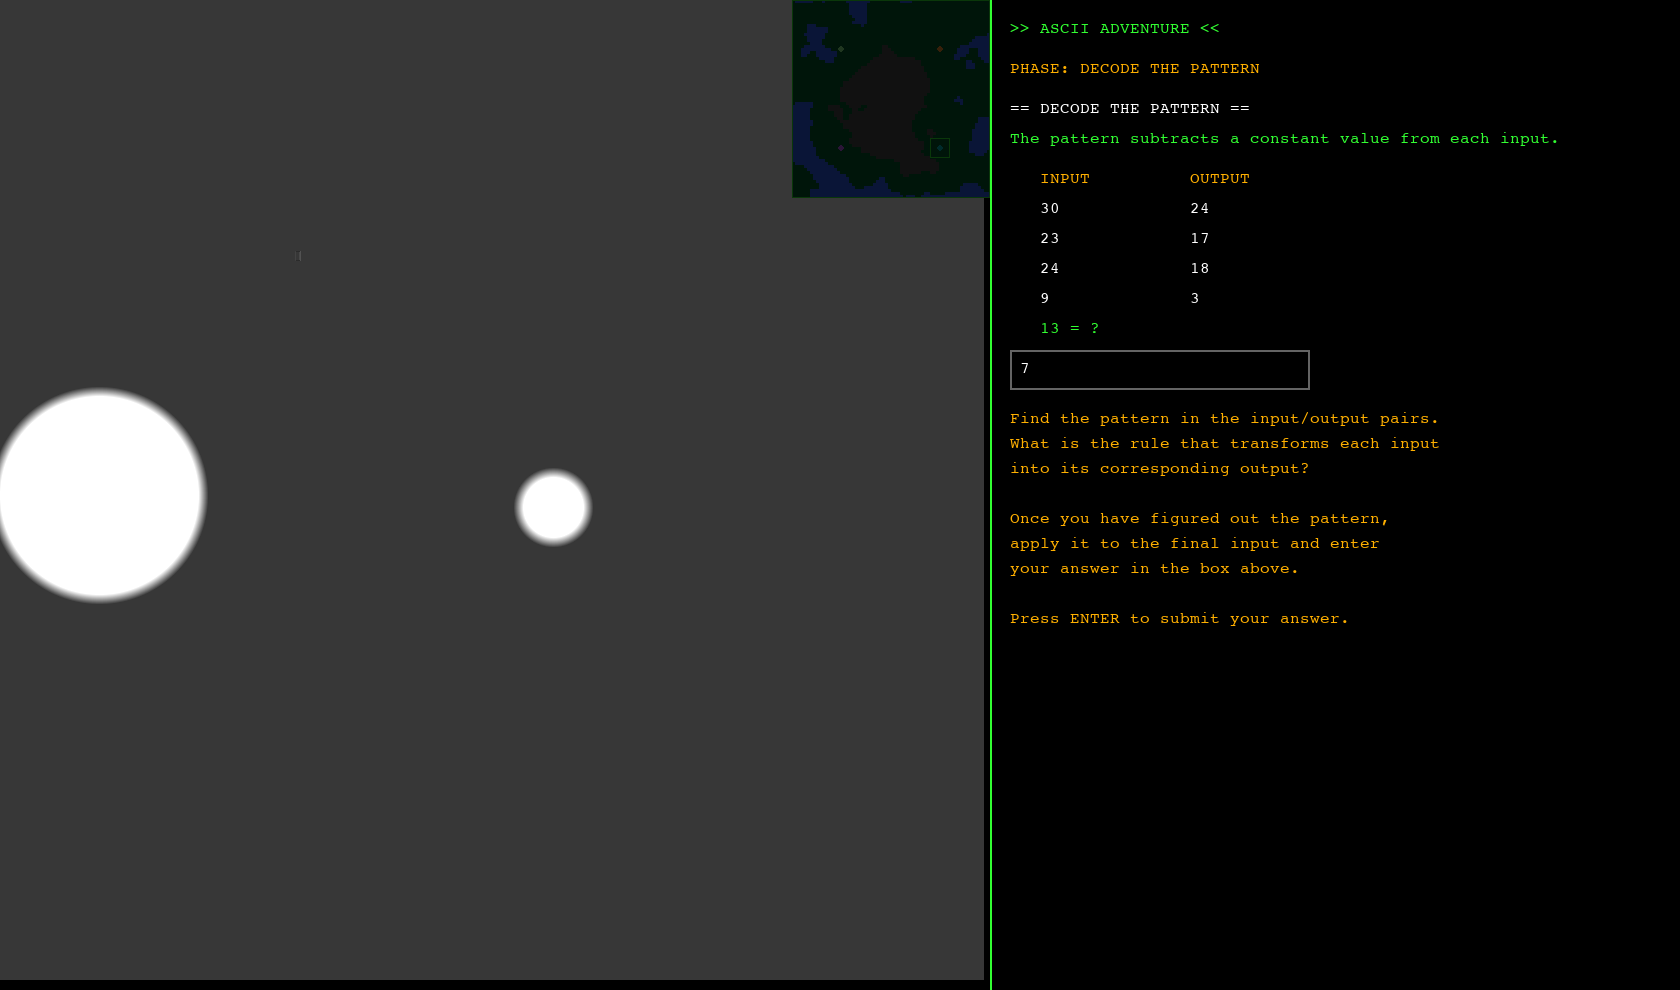 >> ASCII ADVENTURE <<
PHASE: DECODE THE PATTERN
== DECODE THE PATTERN ==
The pattern subtracts a constant value from each input.
INPUT OUTPUT
30 24
23 17
24 18
9 3
13 = ?
7
Find the pattern in the input/output pairs.
What is the rule that transforms each input
into its corresponding output?
Once you have figured out the pattern,
apply it to the final input and enter
your answer in the box above.
Press ENTER to submit your answer.